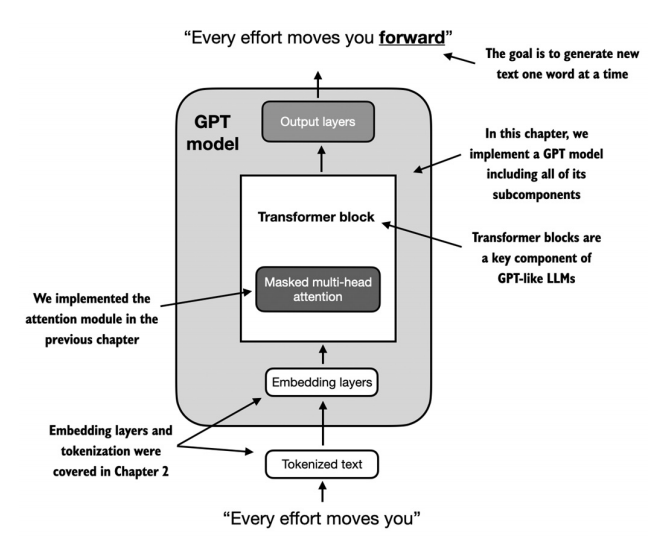 “Every effort moves you forward”
The goal is to generate new
text one word at a time
GPT
model
Output layers
In this chapter, we
implement a GPT model
including all of its
subcomponents
Transformer block
Transformer blocks are
a key component of
GPT-like LLMs
Masked multi-head
attention
We implemented the
attention module in the
previous chapter
Embedding layers
Embedding layers and
tokenization were
covered in Chapter 2
Tokenized text
“Every effort moves you”